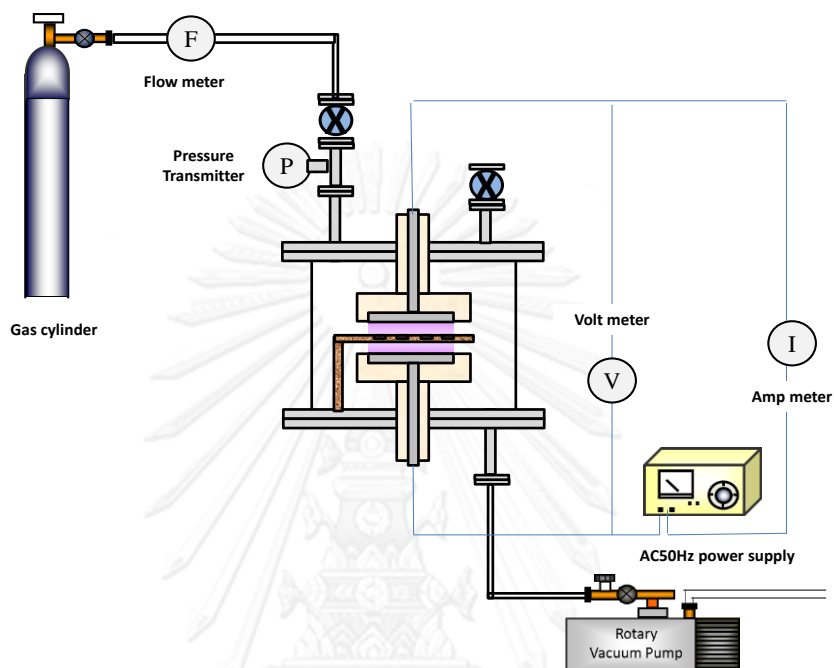 F
Flow meter
Pressure
Transmitter
P
Gas cylinder
Volt meter
V
I
Amp meter
AC50Hz power supply
Rotary
Vacuum Pump